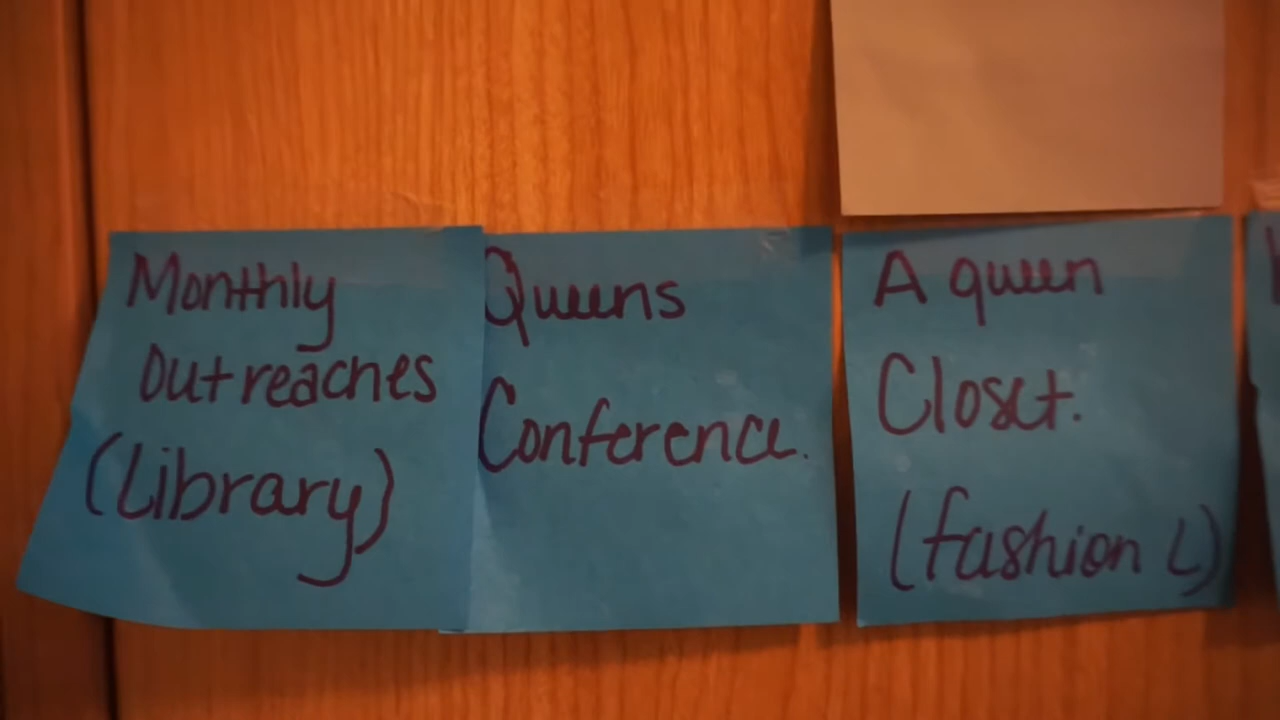 Monthly
Outreaches
(Library)
Queens
Conference.
A queen
Closet.
(fashion L)